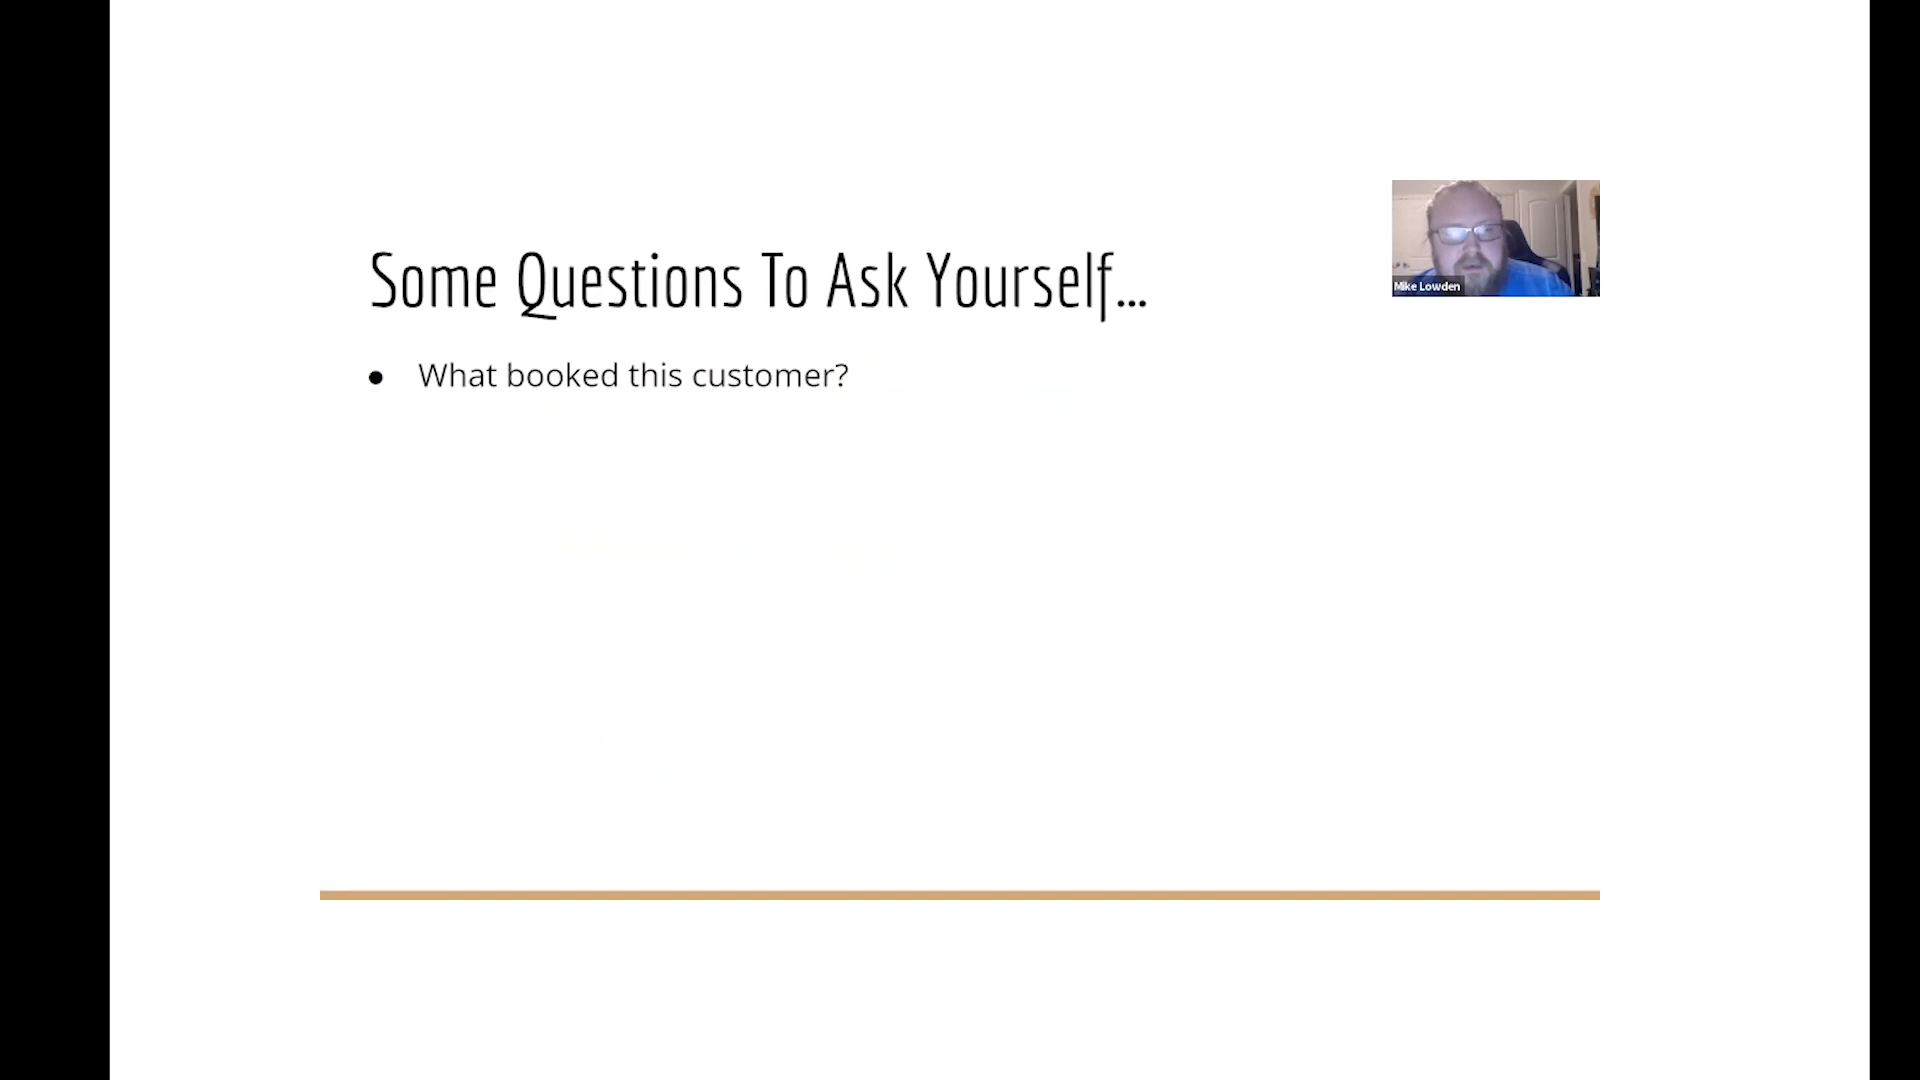 Some Questions To Ask Yourself...
● What booked this customer?
Mike Lowden